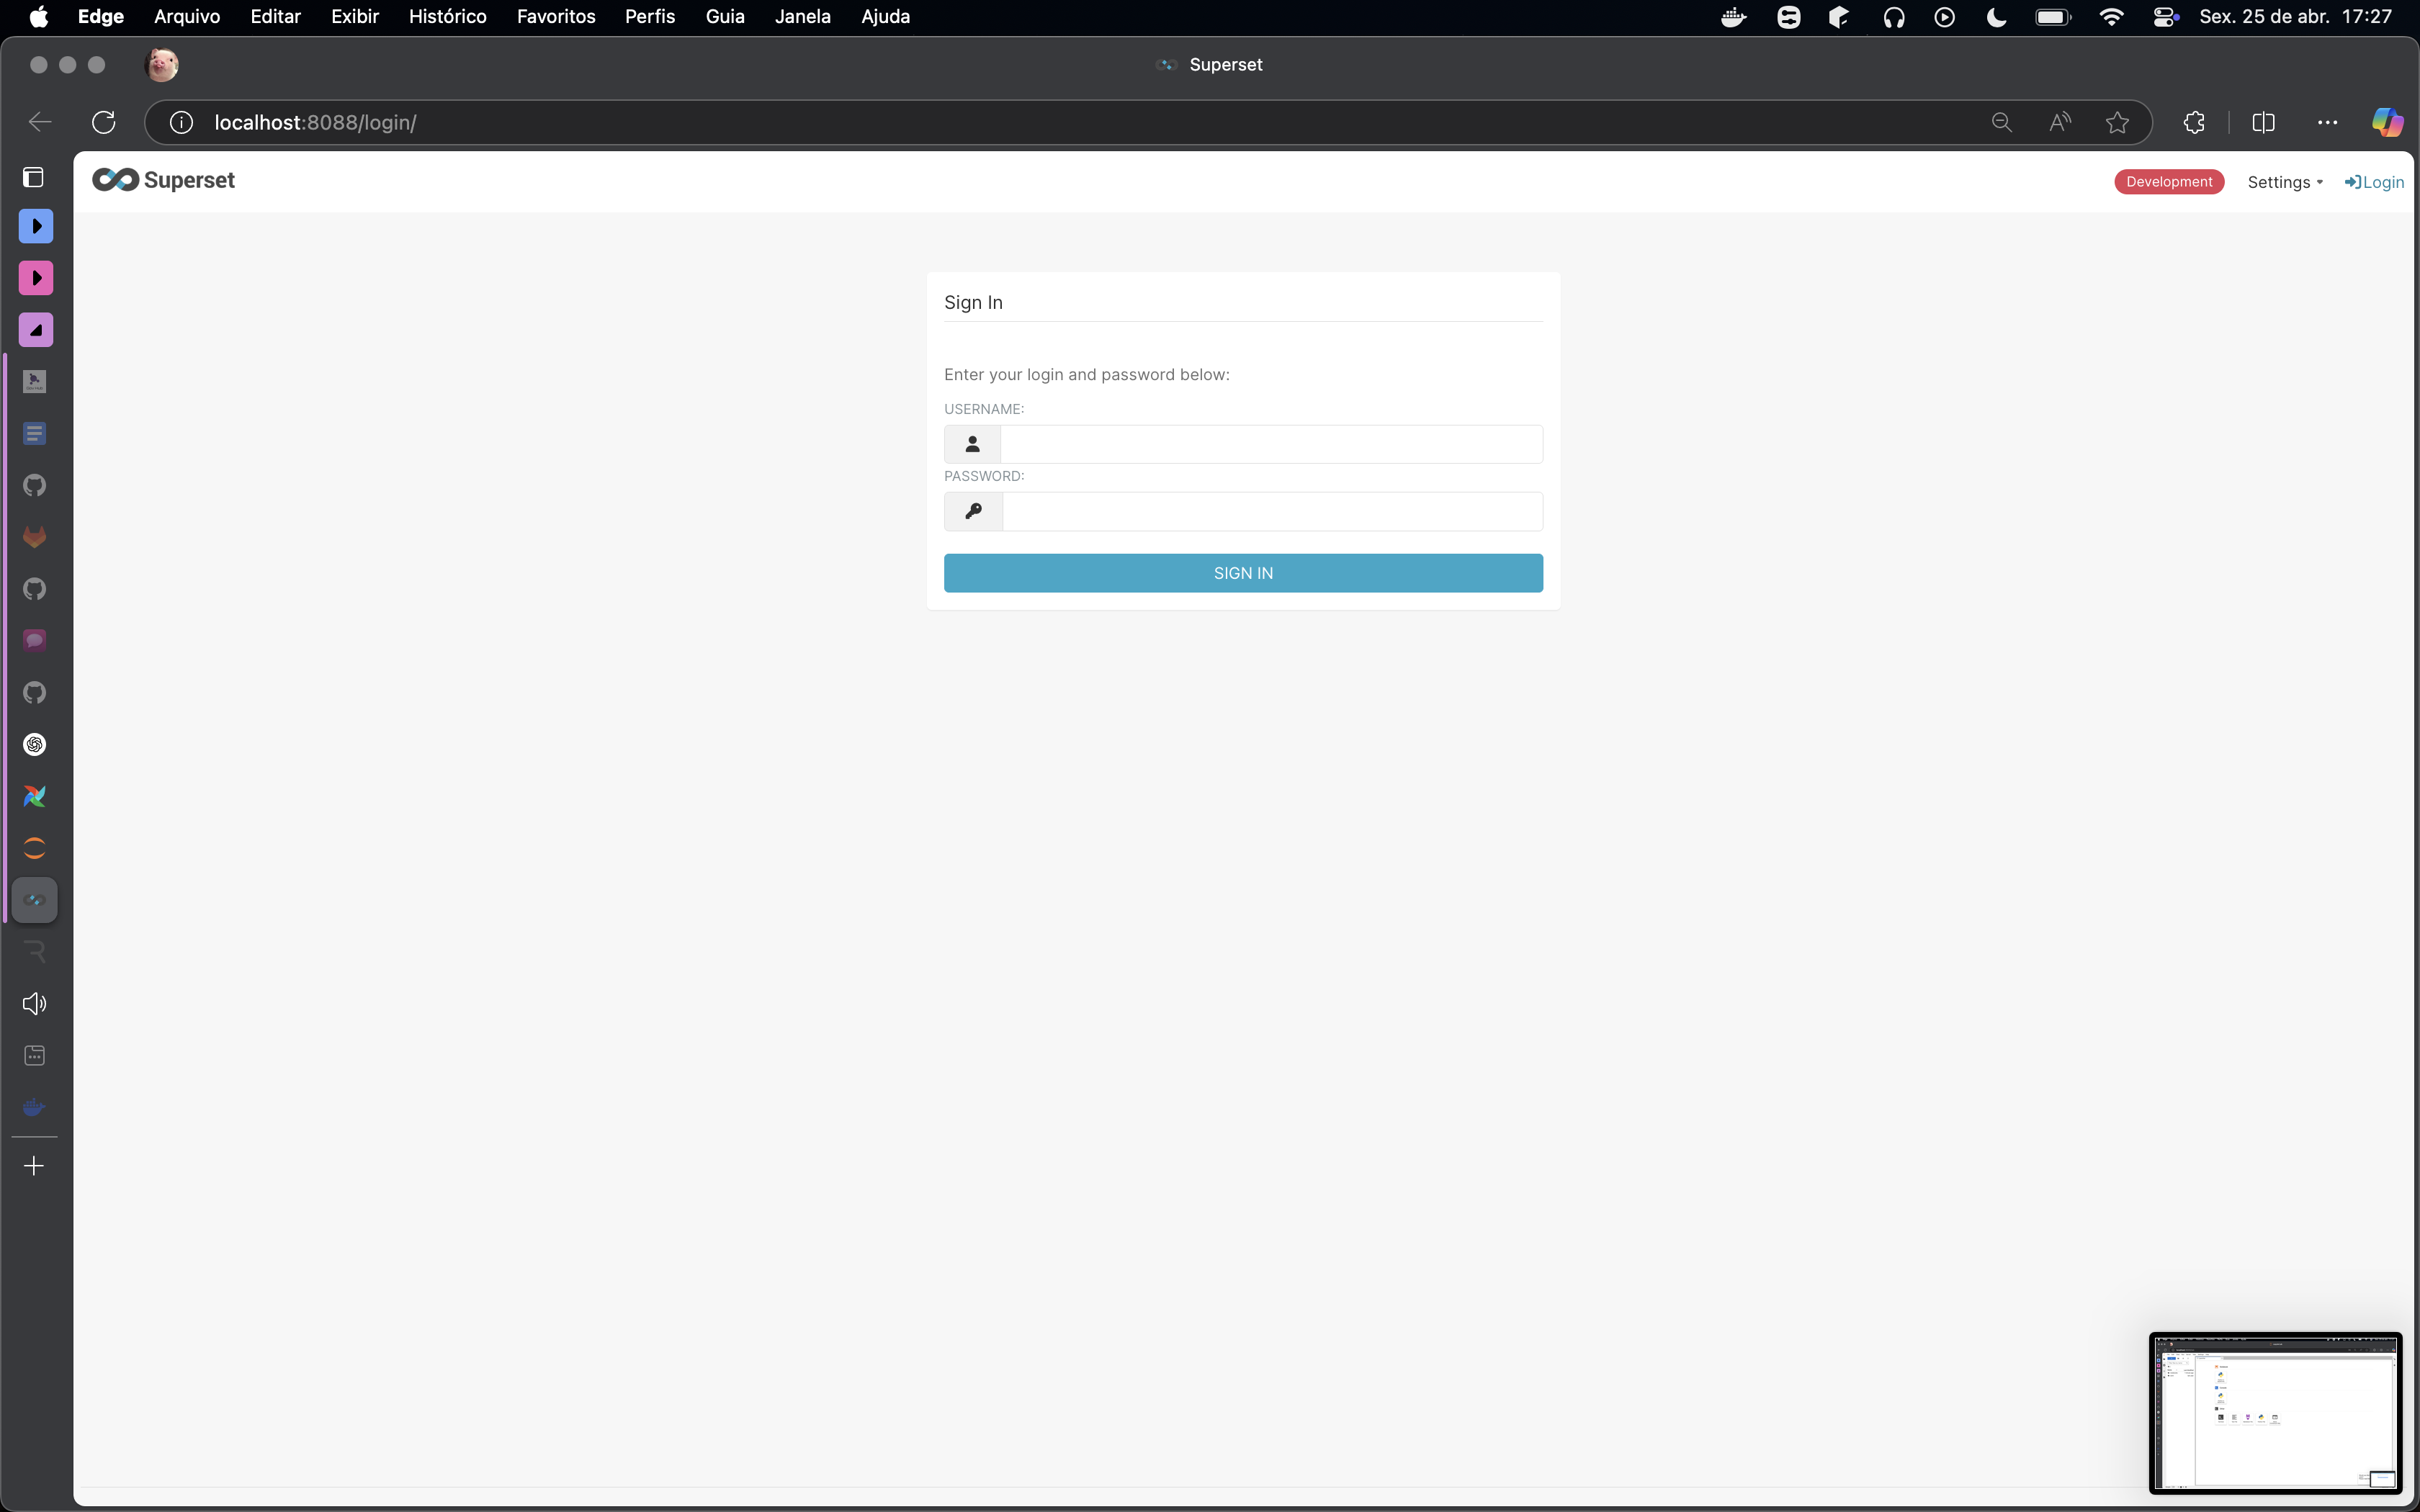 Edge Arquivo Editar Exibir Histórico Favoritos Perfis Guia Janela Ajuda Sex. 25 de abr. 17:27
Superset
localhost:8088/login/
Superset
Development Settings Login
Sign In
Enter your login and password below:
USERNAME:
PASSWORD:
SIGN IN